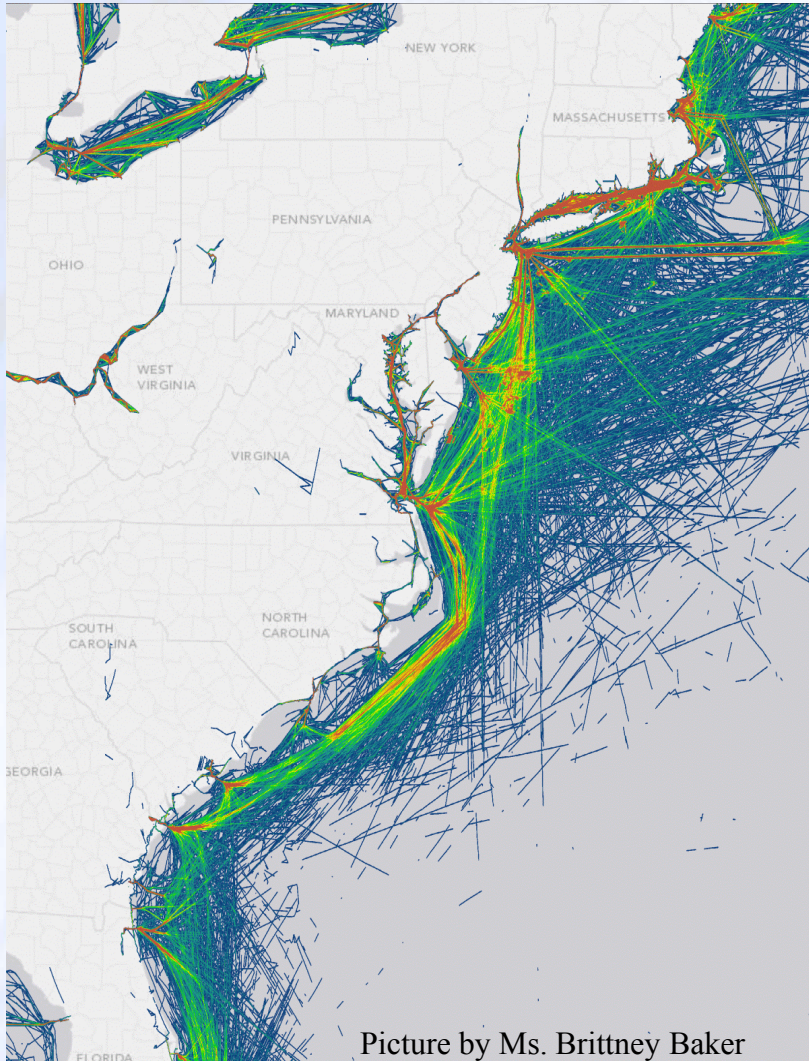 NEW YORK
MASSACHUSETTS
PENNSYLVANIA
OHIO
MARYLAND
WEST
VIRGINIA
VIRGINIA
NORTH
CAROLINA
SOUTH
CAROLINA
GEORGIA
FLORIDA
Picture by Ms. Brittney Baker